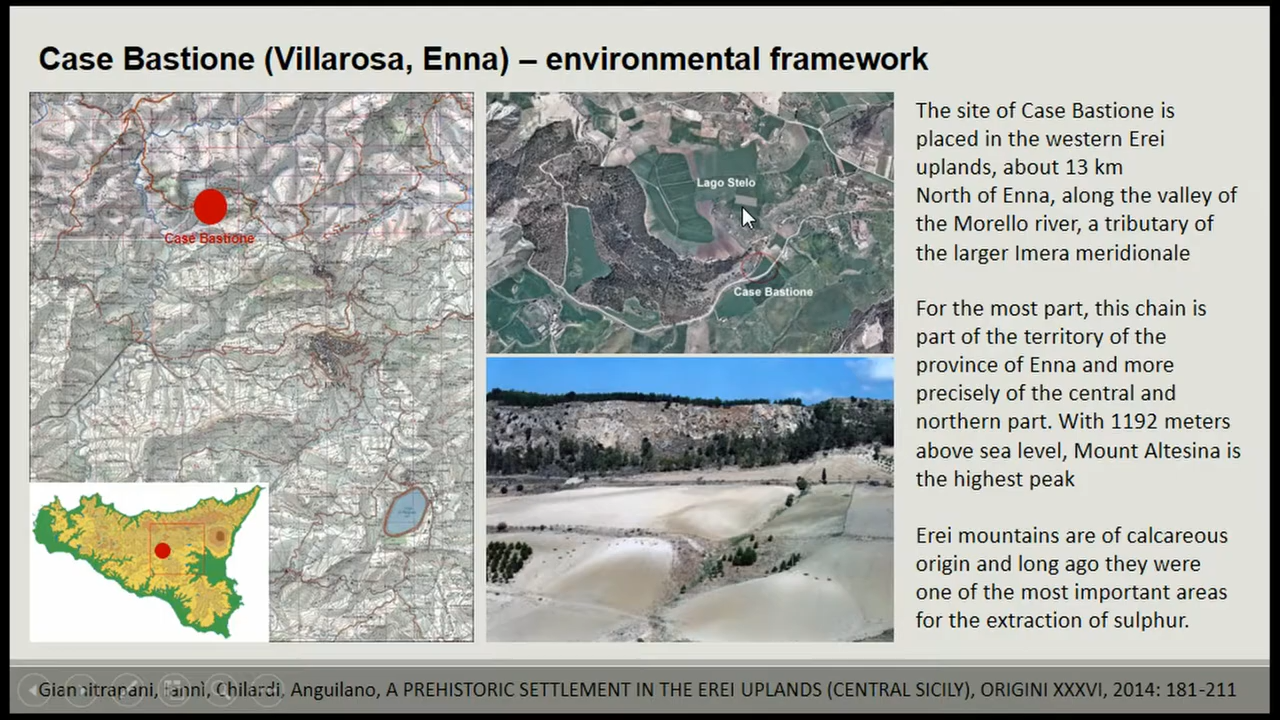 Case Bastione (Villarosa, Enna) – environmental framework
Case Bastione
ENNA
Lago Stelo
Case Bastione
The site of Case Bastione is
placed in the western Erei
uplands, about 13 km
North of Enna, along the valley of
the Morello river, a tributary of
the larger Imera meridionale
For the most part, this chain is
part of the territory of the
province of Enna and more
precisely of the central and
northern part. With 1192 meters
above sea level, Mount Altesina is
the highest peak
Erei mountains are of calcareous
origin and long ago they were
one of the most important areas
for the extraction of sulphur.
Giannitrapani, Iannì, Chilardi, Anguilano, A PREHISTORIC SETTLEMENT IN THE EREI UPLANDS (CENTRAL SICILY), ORIGINI XXXVI, 2014: 181-211